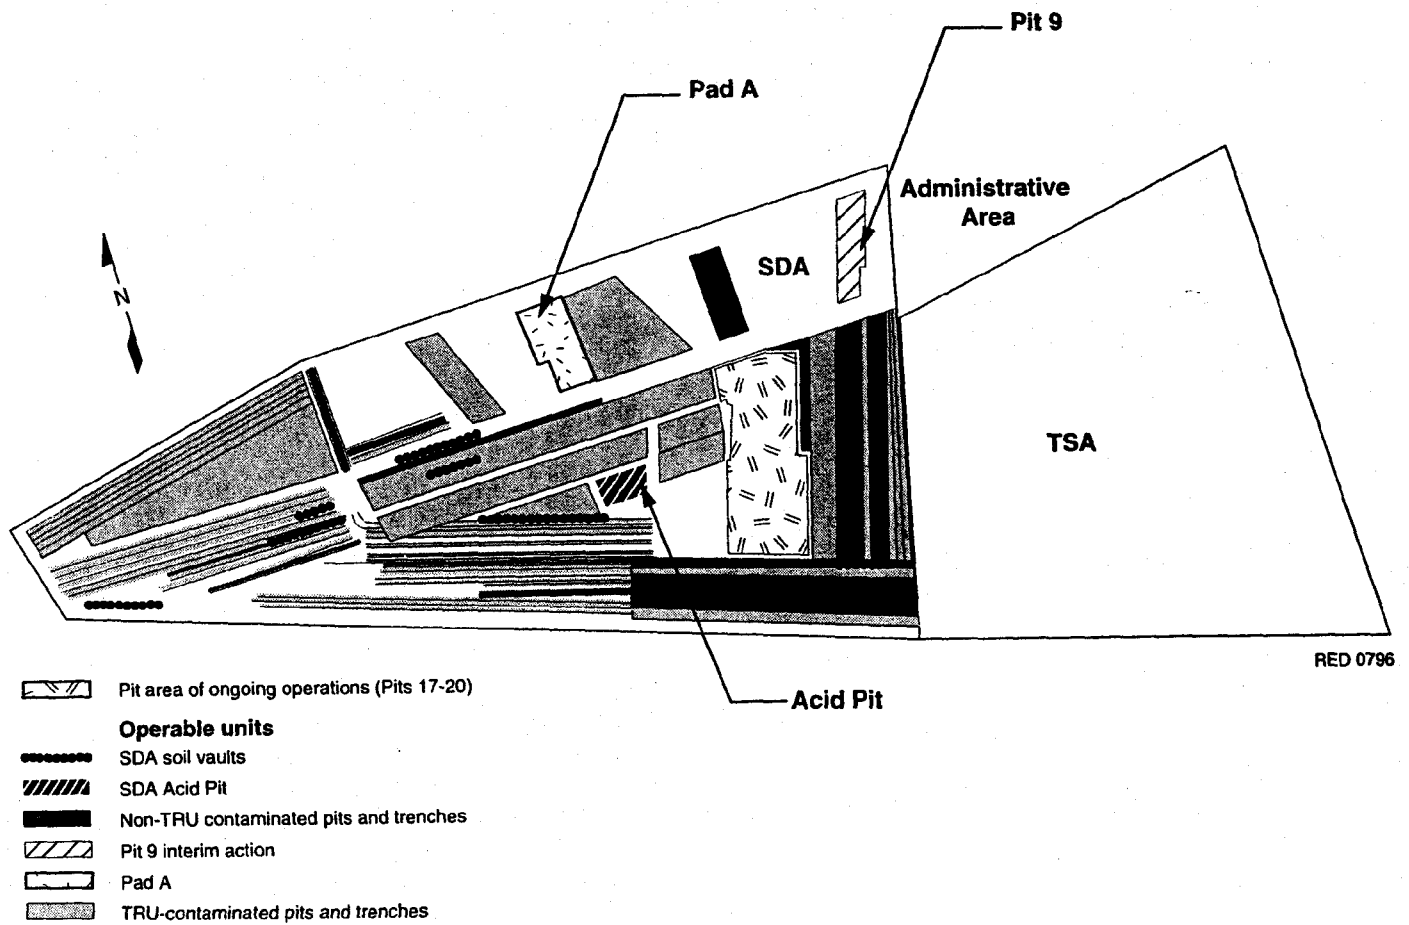 Pit 9
Pad A
Administrative
Area
SDA
N
TSA
RED 0796
Acid Pit
Pit area of ongoing operations (Pits 17-20)
Operable units
SDA soil vaults
SDA Acid Pit
Non-TRU contaminated pits and trenches
Pit 9 interim action
Pad A
TRU-contaminated pits and trenches